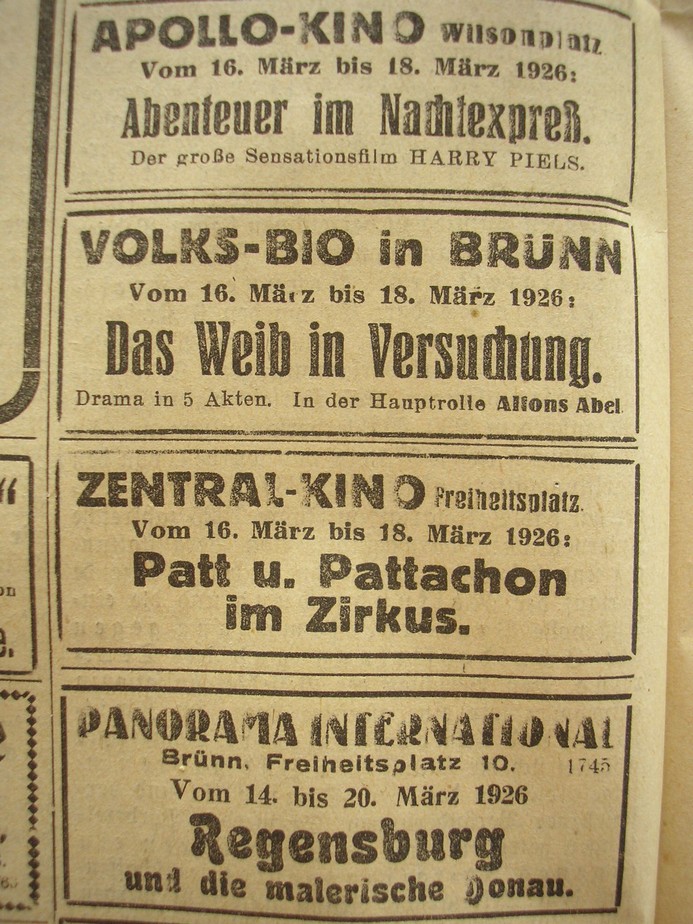 APOLLO-KINO Wilsonplatz
Vom 16. März bis 18. März 1926:
Abenteuer im Nachtexpreß.
Der große Sensationsfilm HARRY PIELS.
VOLKS-BIO in BRÜNN
Vom 16. März bis 18. März 1926:
Das Weib in Versuchung.
Drama in 5 Akten. In der Hauptrolle Alfons Abel
ZENTRAL-KINO Freiheitsplatz.
Vom 16. März bis 18. März 1926:
Patt u. Pattachon
im Zirkus.
PANORAMA INTERNATIONAL
Brünn, Freiheitsplatz 10. 1745
Vom 14. bis 20. März 1926
Regensburg
und die malerische Donau.